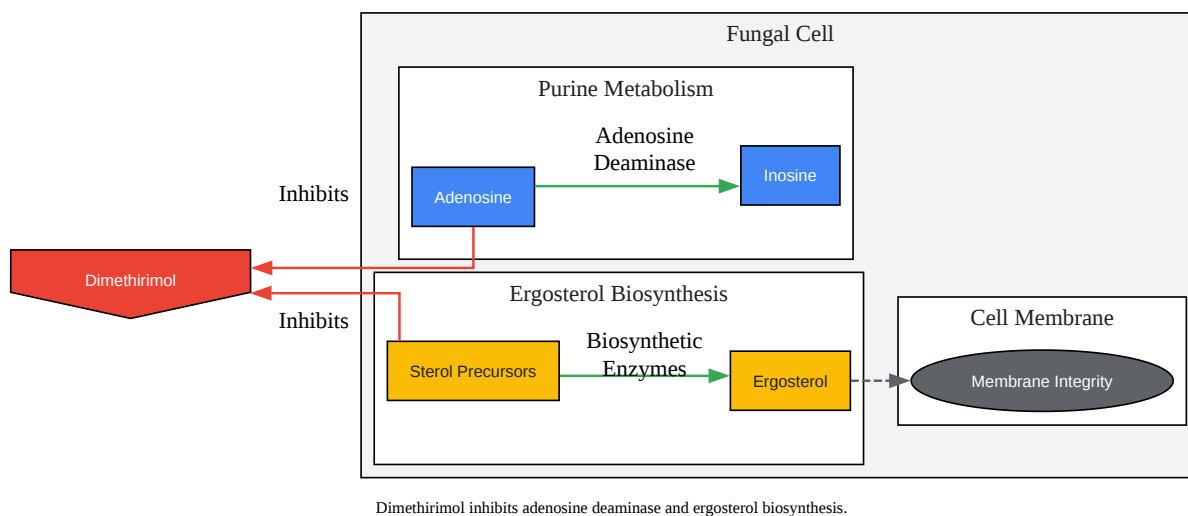 Fungal Cell
Purine Metabolism
Adenosine
Deaminase
Adenosine
Inosine
Inhibits
Dimethirimol
Inhibits
Ergosterol Biosynthesis
Biosynthetic
Enzymes
Sterol Precursors
Ergosterol
Cell Membrane
Membrane Integrity
Dimethirimol inhibits adenosine deaminase and ergosterol biosynthesis.